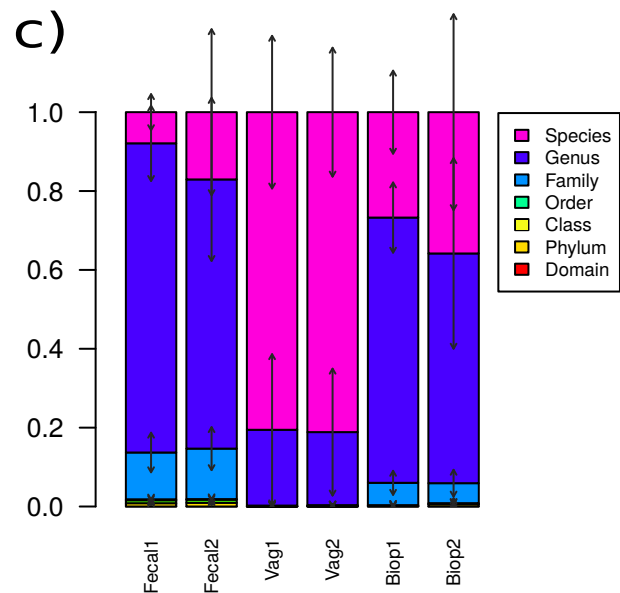 c)
1.0
0.8
0.6
0.4
0.2
0.0
Species
Genus
Family
Order
Class
Phylum
Domain
Fecal1
Fecal2
Vag1
Vag2
Biop1
Biop2